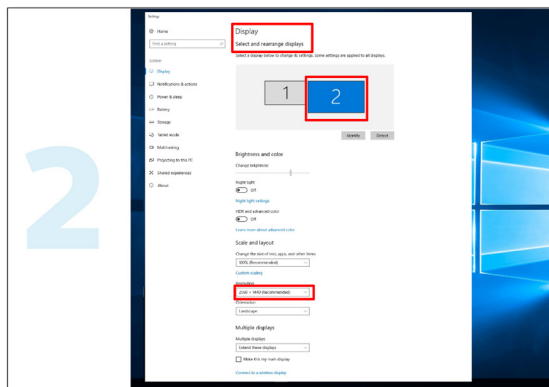 2
Settings
Home
Find a setting
System
Display
Notifications & actions
Power & sleep
Battery
Storage
Tablet mode
Multitasking
Projecting to this PC
Shared experiences
About
Display
Select and rearrange displays
Select a display below to change its settings. Some settings are applied to all displays.
1
2
Identify
Detect
Brightness and color
Change brightness
Night light
Off
Night light settings
HDR and advanced color
Off
Learn more about advanced color
Scale and layout
Change the size of text, apps, and other items
100% (Recommended)
Custom scaling
Resolution
2560 × 1440 (Recommended)
Orientation
Landscape
Multiple displays
Multiple displays
Extend these displays
Make this my main display
Connect to a wireless display